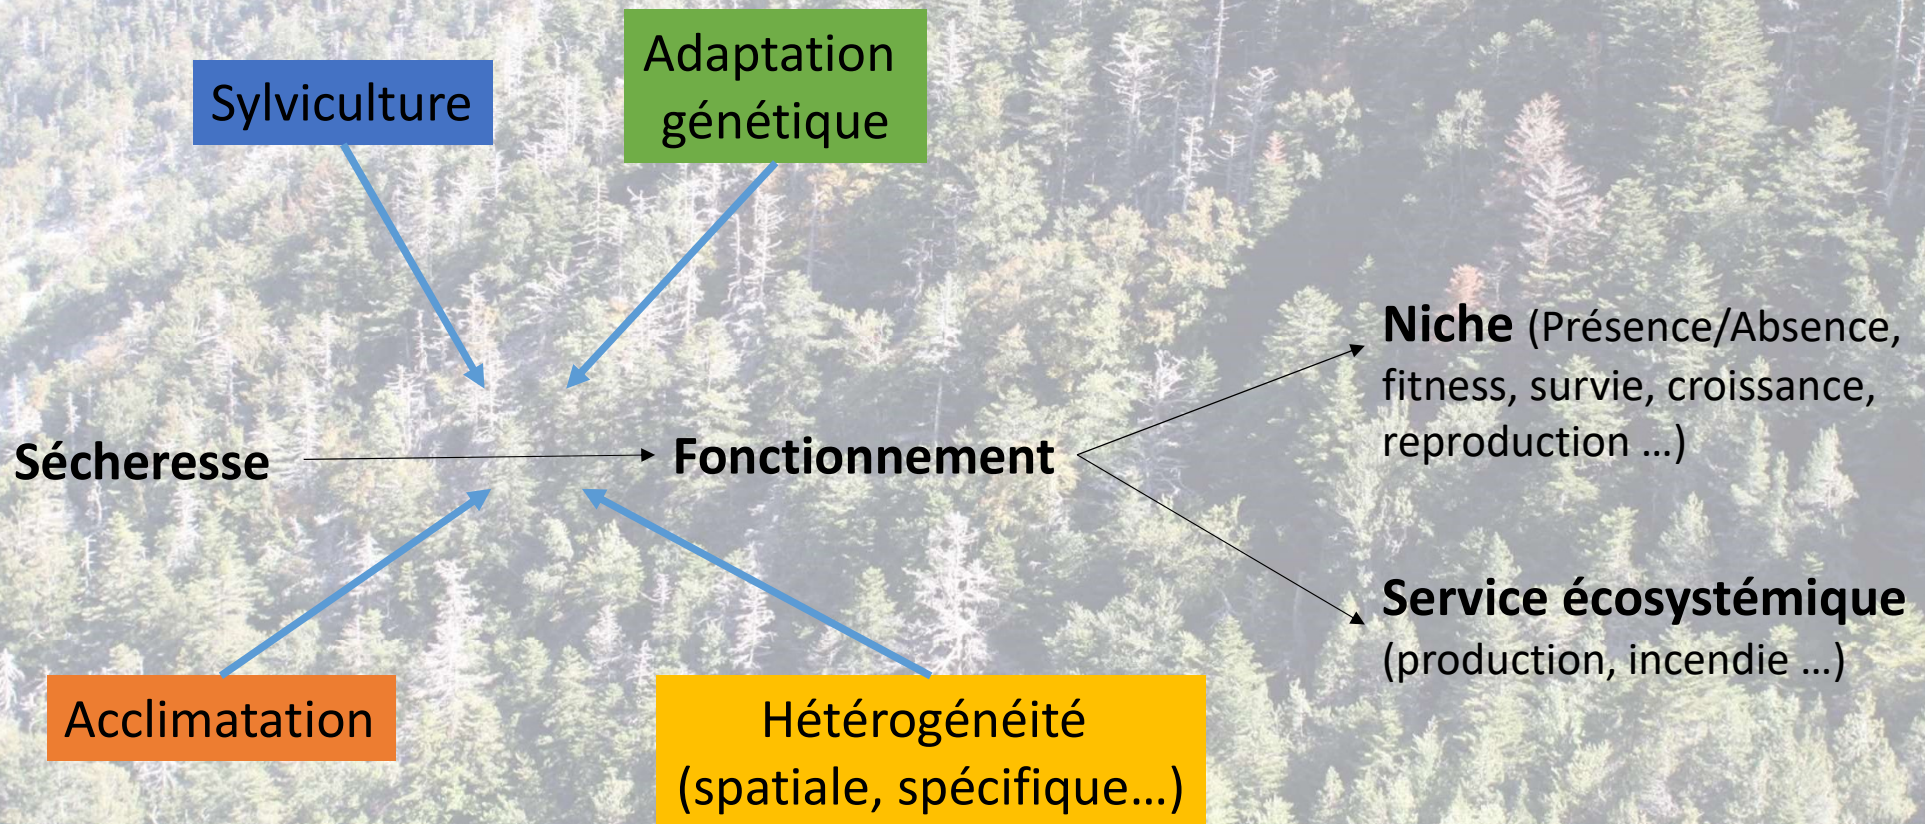 Sylviculture
Adaptation
génétique
Sécheresse
Fonctionnement
Niche (Présence/Absence,
fitness, survie, croissance,
reproduction ...)
Service écosystémique
(production, incendie ...)
Acclimatation
Hétérogénéité
(spatiale, spécifique...)